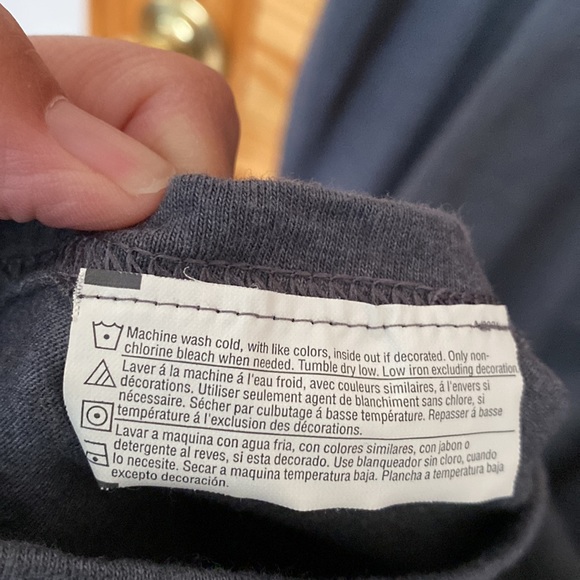 Machine wash cold, with like colors, inside out if decorated. Only non-
chlorine bleach when needed. Tumble dry low. Low iron excluding decoration
Laver á la machine á l'eau froid, avec couleurs similaires, á l'envers si
décorations. Utiliser seulement agent de blanchiment sans chlore, si
nécessaire. Sécher par culbutage á basse température. Repasser á basse
température á l'exclusion des décorations.
Lavar a maquina con agua fria, con colores similares, con jabon o
detergente al reves, si esta decorado. Use blanqueador sin cloro, cuando
lo necesite. Secar a maquina temperatura baja. Plancha a temperatura baja
excepto decoración.